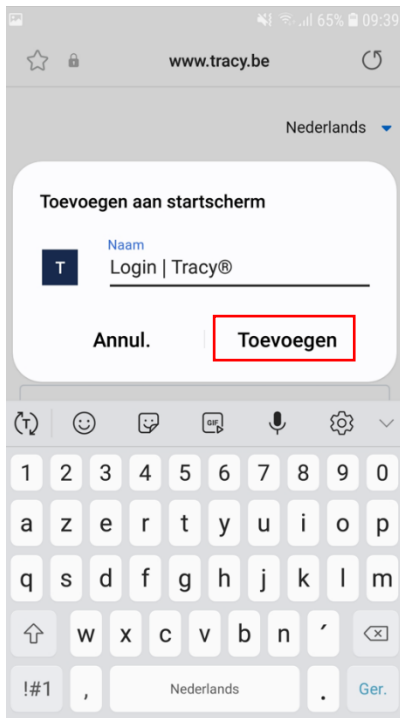 65% 09:39
www.tracy.be
Nederlands
Toevoegen aan startscherm
Naam
T Login | Tracy®
Annul. Toevoegen
T GIF
1 2 3 4 5 6 7 8 9 0
a z e r t y u i o p
q s d f g h j k l m
w x c v b n ´
!#1 , Nederlands . Ger.